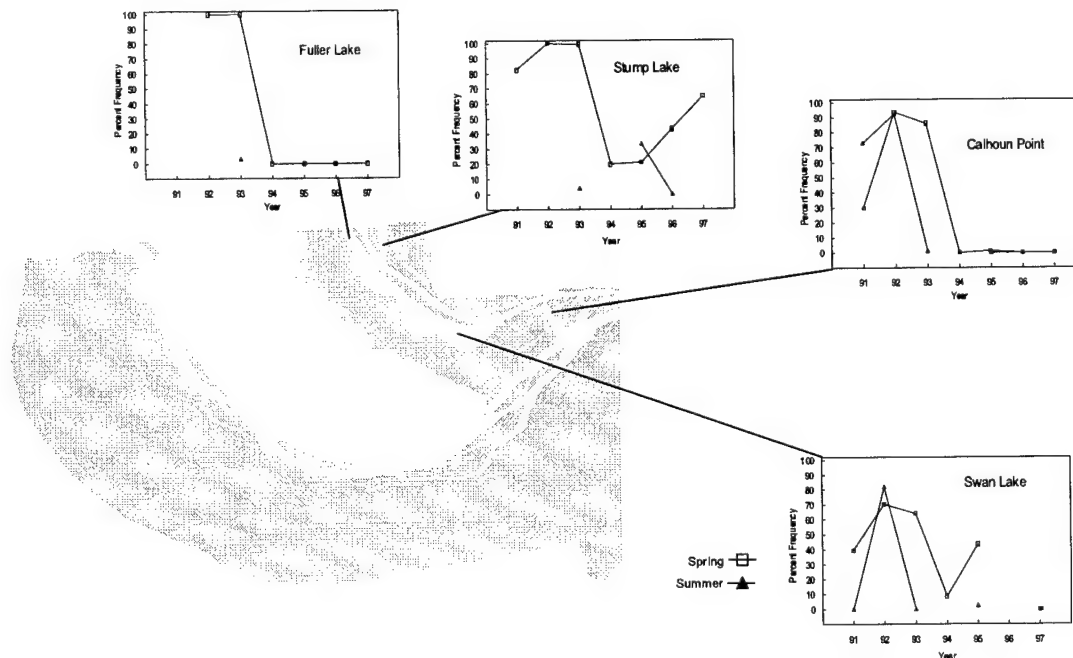 Fuller Lake
Percent Frequency
100
90
80
70
60
50
40
30
20
10
0
91 92 93 94 95 96 97
Year
Stump Lake
Percent Frequency
100
90
80
70
60
50
40
30
20
10
0
91 92 93 94 95 96 97
Year
Calhoun Point
Percent Frequency
100
90
80
70
60
50
40
30
20
10
0
91 92 93 94 95 96 97
Year
Swan Lake
Percent Frequency
100
90
80
70
60
50
40
30
20
10
0
91 92 93 94 95 96 97
Year
Spring
Summer